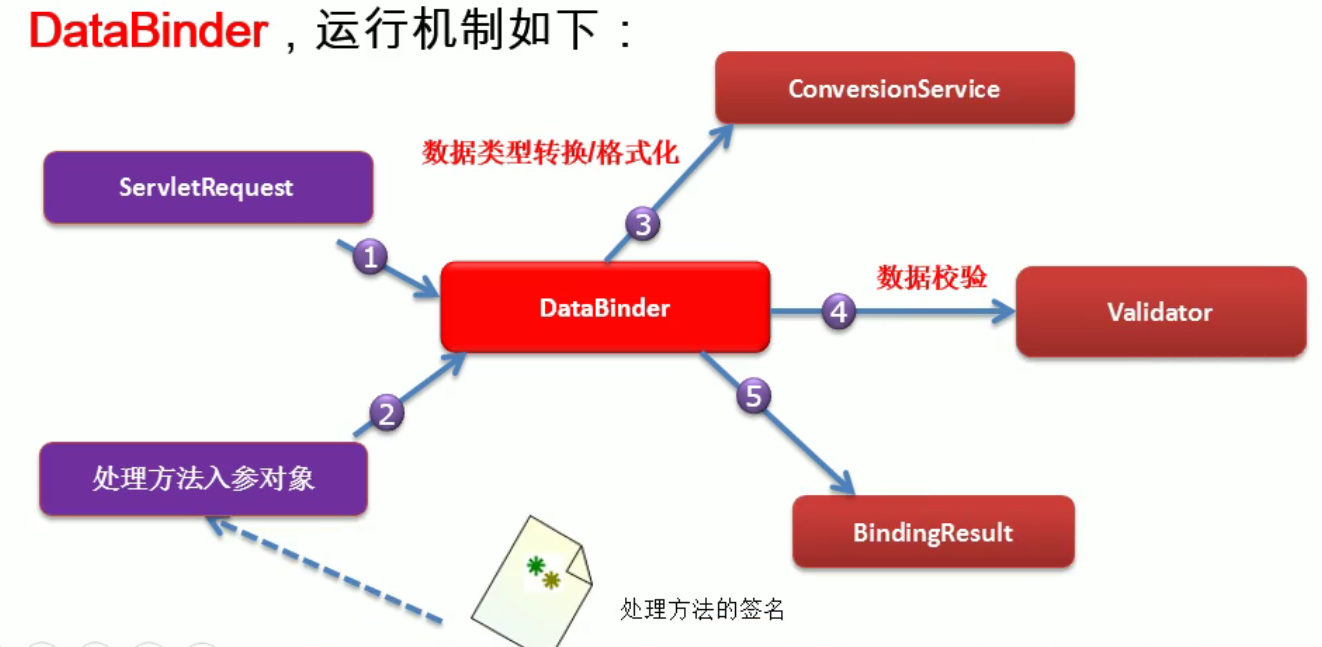 DataBinder，运行机制如下：
ConversionService
数据类型转换/格式化
ServletRequest
3
1
数据校验
DataBinder
4
Validator
5
2
处理方法入参对象
BindingResult
处理方法的签名